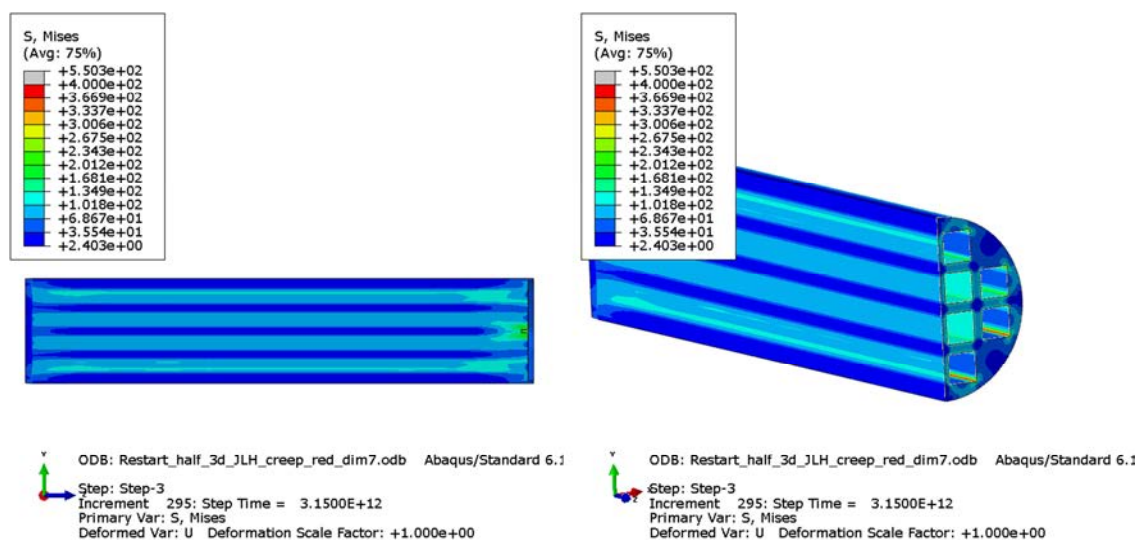 S, Mises
(Avg: 75%)
+5.503e+02
+4.000e+02
+3.669e+02
+3.337e+02
+3.006e+02
+2.675e+02
+2.343e+02
+2.012e+02
+1.681e+02
+1.349e+02
+1.018e+02
+6.867e+01
+3.554e+01
+2.403e+00
Y
Z
ODB: Restart_half_3d_JLH_creep_red_dim7.odb Abaqus/Standard 6.1
Step: Step-3
Increment 295: Step Time = 3.1500E+12
Primary Var: S, Mises
Deformed Var: U Deformation Scale Factor: +1.000e+00
S, Mises
(Avg: 75%)
+5.503e+02
+4.000e+02
+3.669e+02
+3.337e+02
+3.006e+02
+2.675e+02
+2.343e+02
+2.012e+02
+1.681e+02
+1.349e+02
+1.018e+02
+6.867e+01
+3.554e+01
+2.403e+00
Y
X
Z
ODB: Restart_half_3d_JLH_creep_red_dim7.odb Abaqus/Standard 6.1
Step: Step-3
Increment 295: Step Time = 3.1500E+12
Primary Var: S, Mises
Deformed Var: U Deformation Scale Factor: +1.000e+00